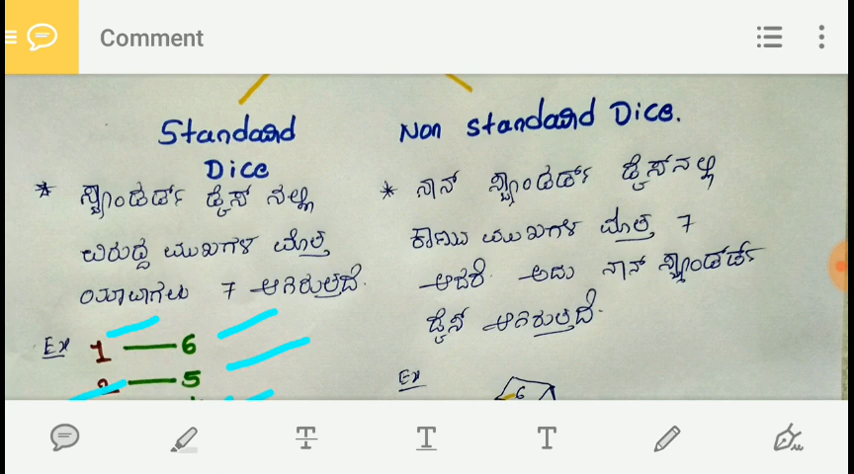 Comment
Standard
Dice
* ಸ್ಟ್ಯಾಂಡರ್ಡ್ ಡೈಸ್ ನಲ್ಲಿ
ವಿರುದ್ಧ ಮುಖಗಳ ಮೊತ್ತ
ಯಾವಾಗಲು 7 ಆಗಿರುತ್ತದೆ.
Ex 1 — 6
2 — 5
Non standard Dice.
* ನಾನ್ ಸ್ಟ್ಯಾಂಡರ್ಡ್ ಡೈಸ್‌ನಲ್ಲಿ
ಕಾಣುವ ಮುಖಗಳ ಮೊತ್ತ 7
ಆದರೆ ಅದು ನಾನ್ ಸ್ಟ್ಯಾಂಡರ್ಡ್
ಡೈಸ್ ಆಗಿರುತ್ತದೆ.
Ex
6